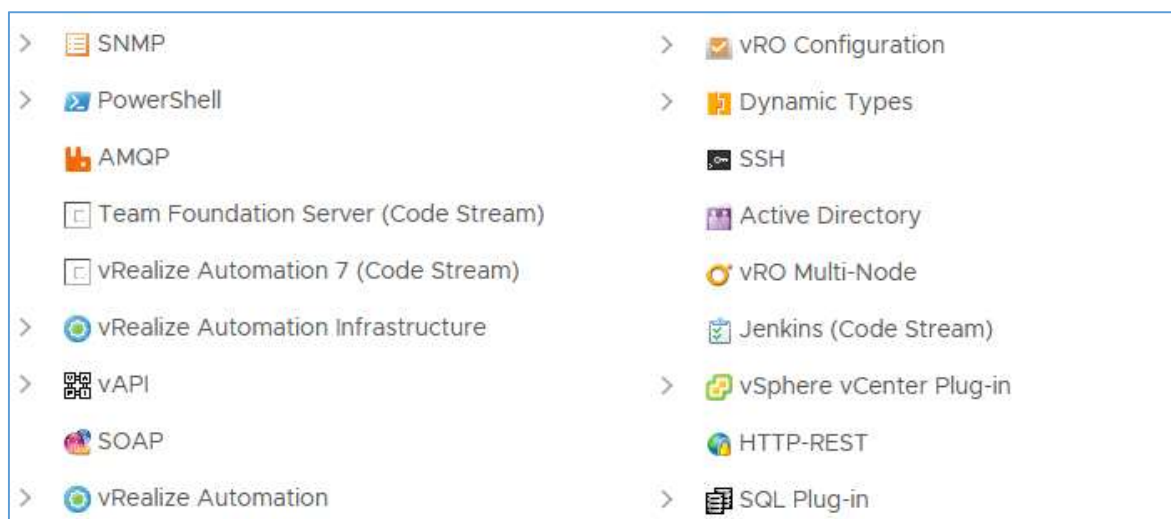 SNMP
PowerShell
AMQP
Team Foundation Server (Code Stream)
vRealize Automation 7 (Code Stream)
vRealize Automation Infrastructure
vAPI
SOAP
vRealize Automation
vRO Configuration
Dynamic Types
SSH
Active Directory
vRO Multi-Node
Jenkins (Code Stream)
vSphere vCenter Plug-in
HTTP-REST
SQL Plug-in